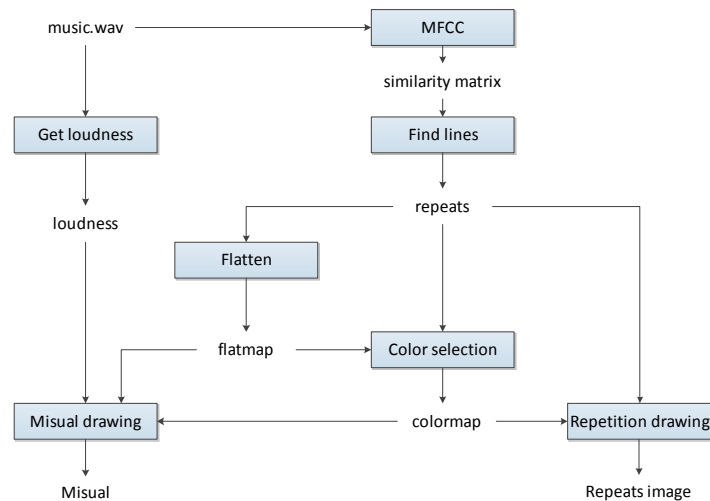 music.wav
MFCC
similarity matrix
Get loudness
Find lines
repeats
loudness
Flatten
flatmap
Color selection
Misual drawing
colormap
Repetition drawing
Misual
Repeats image